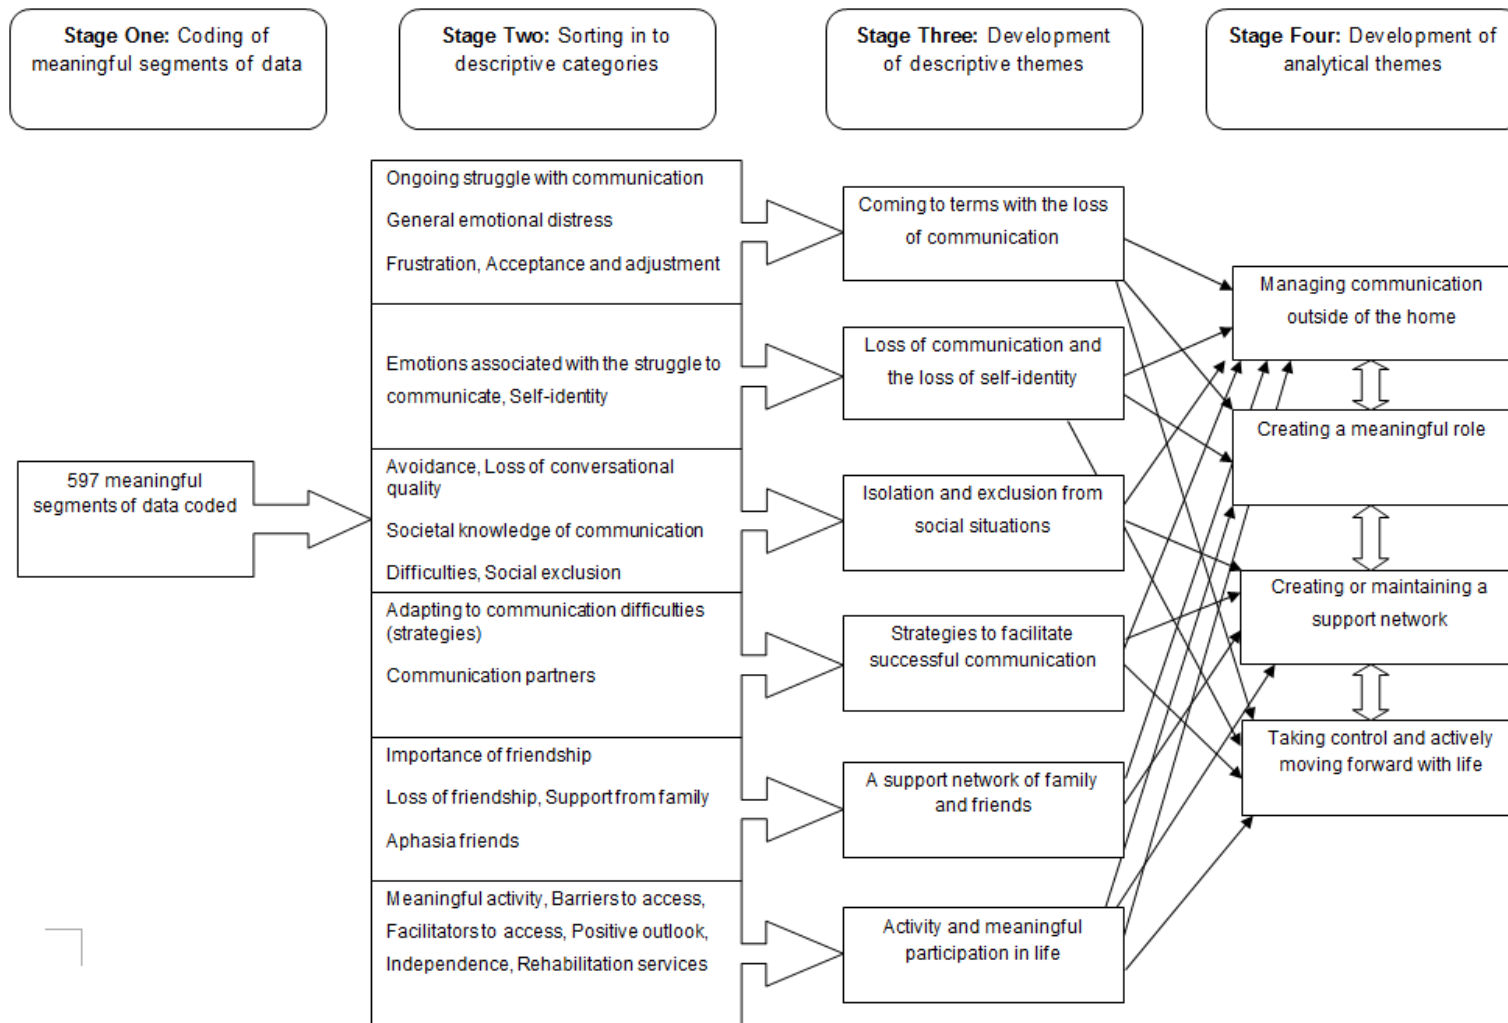 Stage One: Coding of
meaningful segments of data
Stage Two: Sorting in to
descriptive categories
Stage Three: Development
of descriptive themes
Stage Four: Development of
analytical themes
597 meaningful
segments of data coded
Ongoing struggle with communication
General emotional distress
Frustration, Acceptance and adjustment
Emotions associated with the struggle to
communicate, Self-identity
Avoidance, Loss of conversational
quality
Societal knowledge of communication
Difficulties, Social exclusion
Adapting to communication difficulties
(strategies)
Communication partners
Importance of friendship
Loss of friendship, Support from family
Aphasia friends
Meaningful activity, Barriers to access,
Facilitators to access, Positive outlook,
Independence, Rehabilitation services
Coming to terms with the loss
of communication
Loss of communication and
the loss of self-identity
Isolation and exclusion from
social situations
Strategies to facilitate
successful communication
A support network of family
and friends
Activity and meaningful
participation in life
Managing communication
outside of the home
Creating a meaningful role
Creating or maintaining a
support network
Taking control and actively
moving forward with life